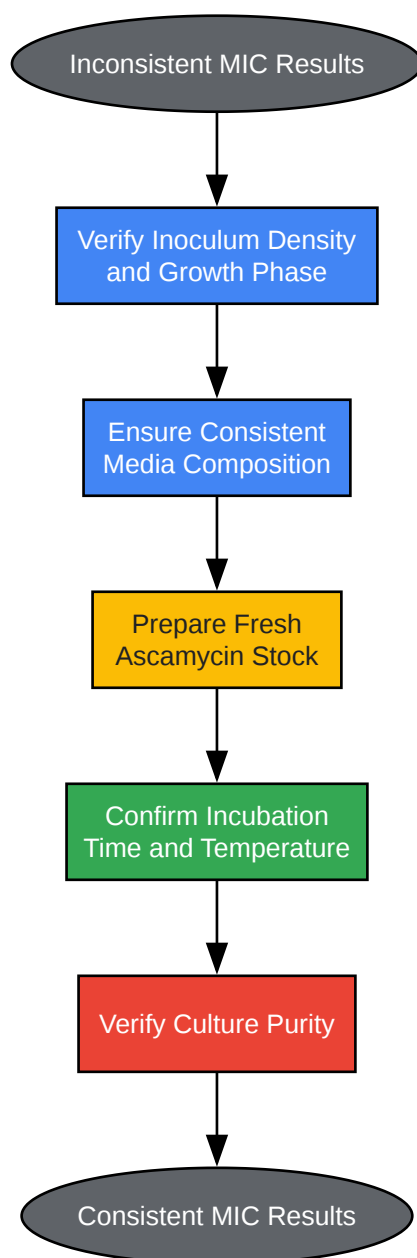 Inconsistent MIC Results
Verify Inoculum Density
and Growth Phase
Ensure Consistent
Media Composition
Prepare Fresh
Ascamycin Stock
Confirm Incubation
Time and Temperature
Verify Culture Purity
Consistent MIC Results